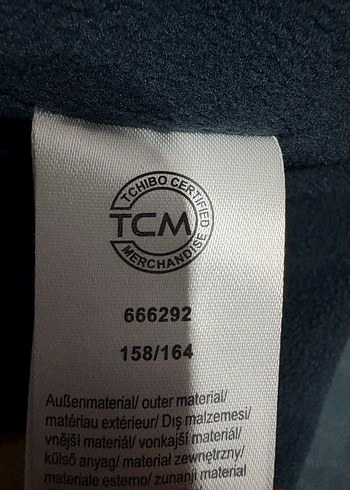 TCHIBO CERTIFIED
TCM
MERCHANDISE
666292
158/164
Außenmaterial/ outer material/
matériau extérieur/ Dış malzemesi/
vnější materiál/ vonkajší materiál/
külső anyag/ materiał zewnętrzny/
materiale esterno/ zunanji material